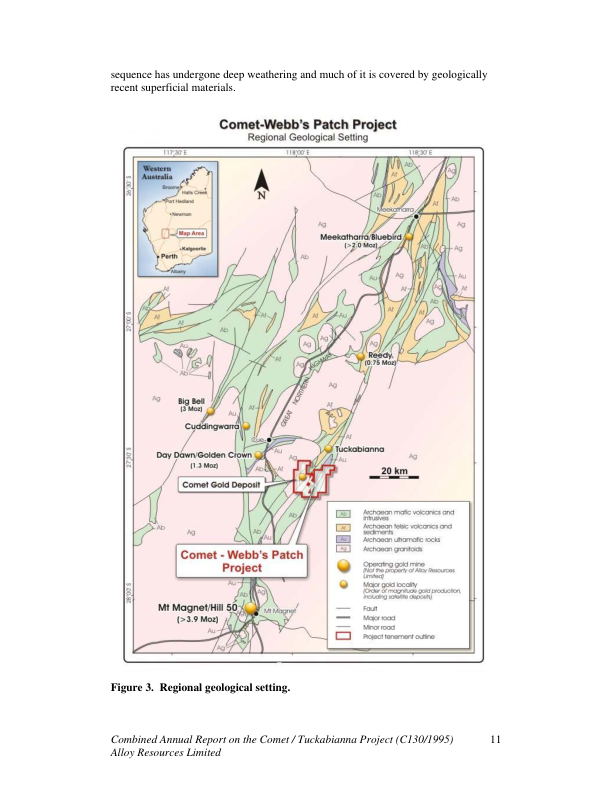 sequence has undergone deep weathering and much of it is covered by geologically
recent superficial materials.
Comet-Webb's Patch Project
Regional Geological Setting
117°30' E
118°00' E
118°30' E
Western
Australia
Broome
Halls Creek
Port Hedland
Newman
Map Area
Kalgoorlie
Perth
Albany
N
26°30' S
27°00' S
27°30' S
28°00' S
Meekatharra
Meekatharra/Bluebird
(>2.0 Moz)
Reedy
(0.75 Moz)
GREAT NORTHERN HIGHWAY
Big Bell
(3 Moz)
Cuddingwarra
Cue
Day Dawn/Golden Crown
(1.3 Moz)
Tuckabianna
Comet Gold Deposit
20 km
Comet - Webb's Patch
Project
Mt Magnet/Hill 50
(>3.9 Moz)
Mt Magnet
Ab Archaean mafic volcanics and
intrusives
Af Archaean felsic volcanics and
sediments
Au Archaean ultramafic rocks
Ag Archaean granitoids
Operating gold mine
(Not the property of Alloy Resources
Limited)
Major gold locality
(Order of magnitude gold production,
including satellite deposits)
Fault
Major road
Minor road
Project tenement outline
Figure 3. Regional geological setting.
Combined Annual Report on the Comet / Tuckabianna Project (C130/1995) 11
Alloy Resources Limited